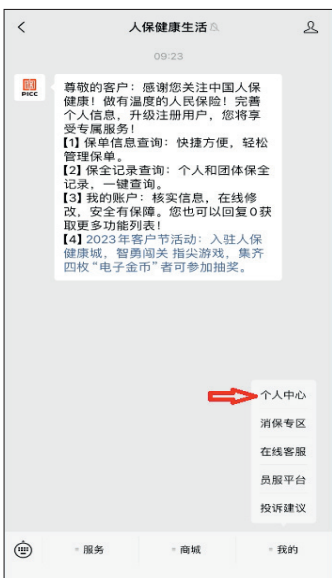 人保健康生活
09:23
PICC
尊敬的客户：感谢您关注中国人保
健康！做有温度的人民保险！完善
个人信息，升级注册用户，您将享
受专属服务！
【1】保单信息查询：快捷方便，轻松
管理保单。
【2】保全记录查询：个人和团体保全
记录，一键查询。
【3】我的账户：核实信息，在线修
改，安全有保障。您也可以回复0获
取更多功能列表！
【4】2023年客户节活动：入驻人保
健康城，智勇闯关 指尖游戏，集齐
四枚“电子金币”者可参加抽奖。
个人中心
消保专区
在线客服
员服平台
投诉建议
服务
商城
我的